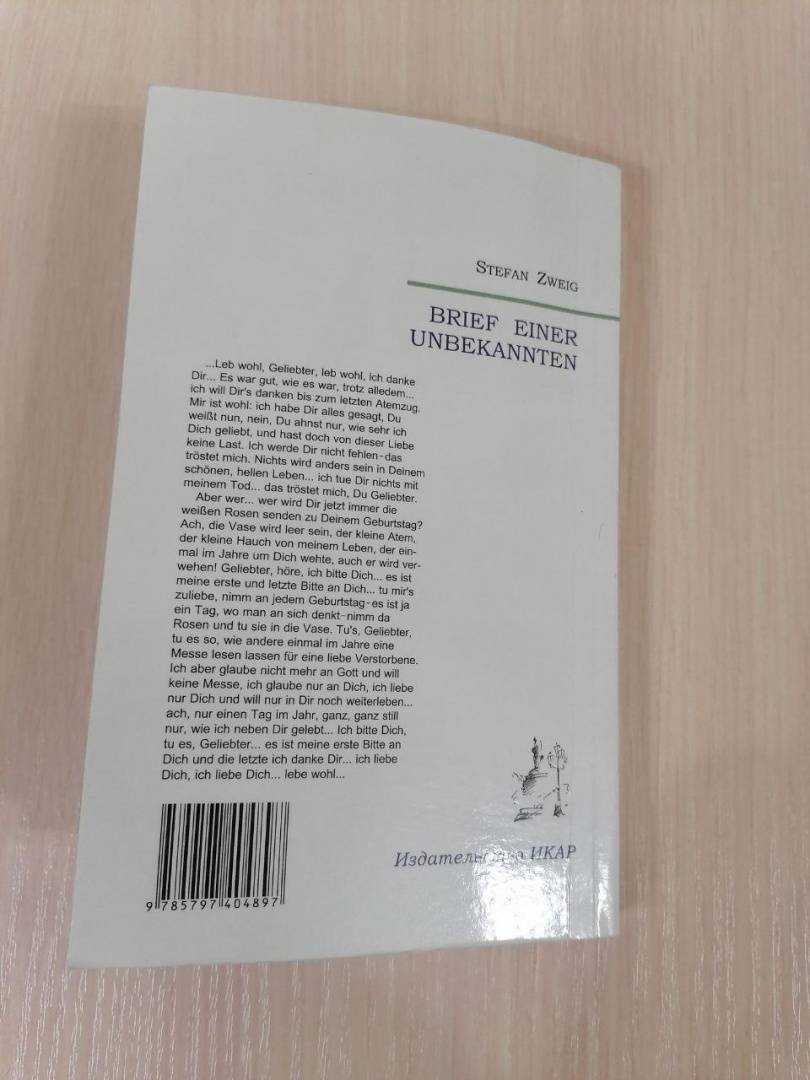 STEFAN ZWEIG
BRIEF EINER
UNBEKANNTEN
...Leb wohl, Geliebter, leb wohl, ich danke
Dir... Es war gut, wie es war, trotz alledem...
ich will Dir's danken bis zum letzten Atemzug.
Mir ist wohl: ich habe Dir alles gesagt, Du
weißt nun, nein, Du ahnst nur, wie sehr ich
Dich geliebt, und hast doch von dieser Liebe
keine Last. Ich werde Dir nicht fehlen-das
tröstet mich. Nichts wird anders sein in Deinem
schönen, hellen Leben... ich tue Dir nichts mit
meinem Tod... das tröstet mich, Du Geliebter.
Aber wer... wer wird Dir jetzt immer die
weißen Rosen senden zu Deinem Geburtstag?
Ach, die Vase wird leer sein, der kleine Atem,
der kleine Hauch von meinem Leben, der ein-
mal im Jahre um Dich wehte, auch er wird ver-
wehen! Geliebter, höre, ich bitte Dich... es ist
meine erste und letzte Bitte an Dich... tu mir's
zuliebe, nimm an jedem Geburtstag-es ist ja
ein Tag, wo man an sich denkt-nimm da
Rosen und tu sie in die Vase. Tu's, Geliebter,
tu es so, wie andere einmal im Jahre eine
Messe lesen lassen für eine liebe Verstorbene.
Ich aber glaube nicht mehr an Gott und will
keine Messe, ich glaube nur an Dich, ich liebe
nur Dich und will nur in Dir noch weiterleben...
ach, nur einen Tag im Jahr, ganz, ganz still
nur, wie ich neben Dir gelebt... Ich bitte Dich,
tu es, Geliebter... es ist meine erste Bitte an
Dich und die letzte ich danke Dir... ich liebe
Dich, ich liebe Dich... lebe wohl...
Издательство ИКАР
9 785797 404897